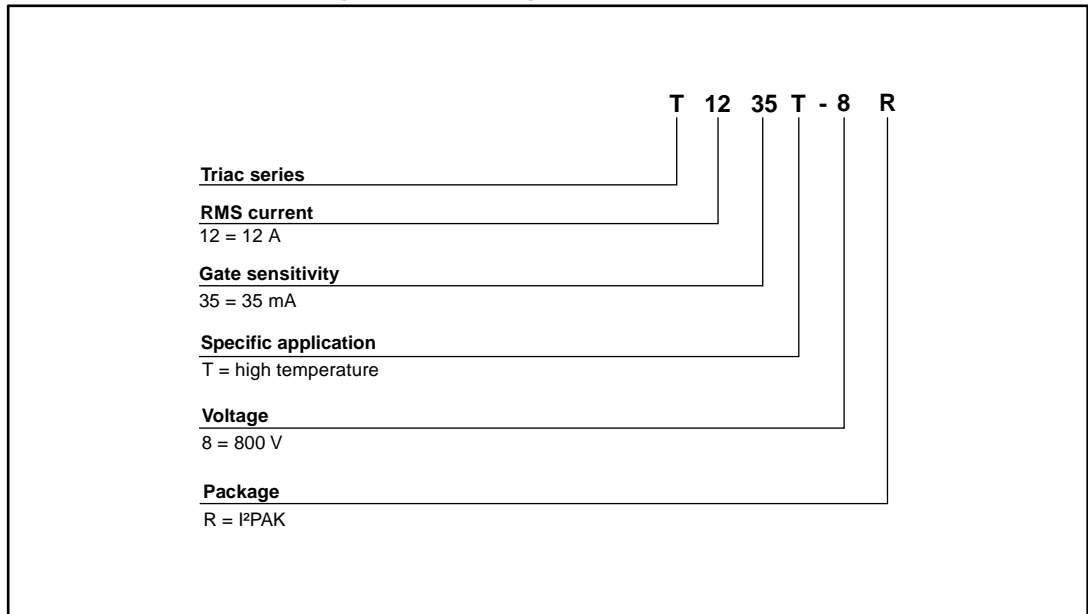 T 12 35 T - 8 R
Triac series
RMS current
12 = 12 A
Gate sensitivity
35 = 35 mA
Specific application
T = high temperature
Voltage
8 = 800 V
Package
R = I²PAK